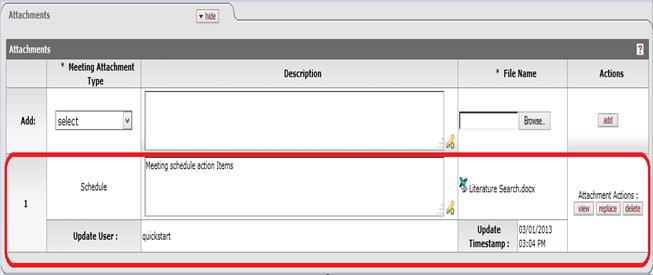 Attachments
hide
Attachments
?
* Meeting Attachment Type
Description
* File Name
Actions
Add:
select
Browse..
add
1
Schedule
Meeting schedule action Items
Literature Search.docx
Attachment Actions :
view replace delete
Update User :
quickstart
Update Timestamp :
03/01/2013
03:04 PM